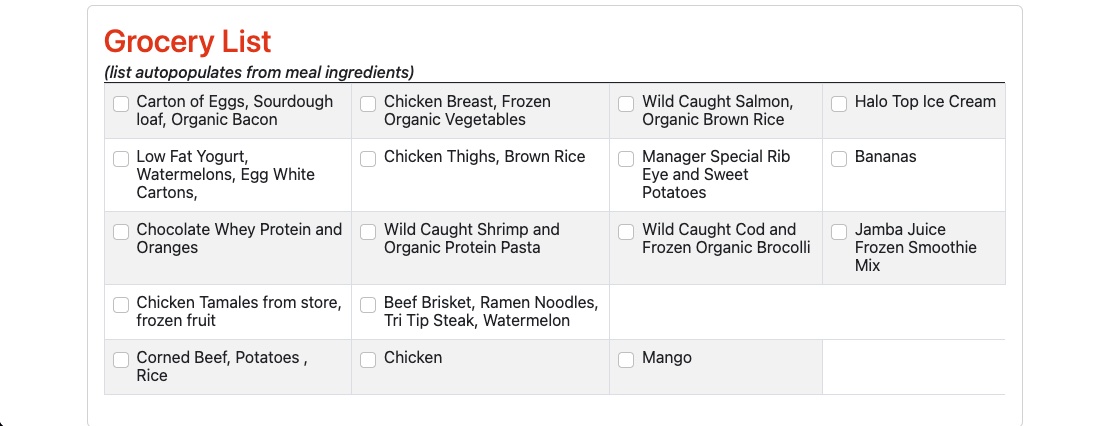 Grocery List
(list autopopulates from meal ingredients)
Carton of Eggs, Sourdough
loaf, Organic Bacon
Chicken Breast, Frozen
Organic Vegetables
Wild Caught Salmon,
Organic Brown Rice
Halo Top Ice Cream
Low Fat Yogurt,
Watermelons, Egg White
Cartons,
Chicken Thighs, Brown Rice
Manager Special Rib
Eye and Sweet
Potatoes
Bananas
Chocolate Whey Protein and
Oranges
Wild Caught Shrimp and
Organic Protein Pasta
Wild Caught Cod and
Frozen Organic Brocolli
Jamba Juice
Frozen Smoothie
Mix
Chicken Tamales from store,
frozen fruit
Beef Brisket, Ramen Noodles,
Tri Tip Steak, Watermelon
Corned Beef, Potatoes ,
Rice
Chicken
Mango